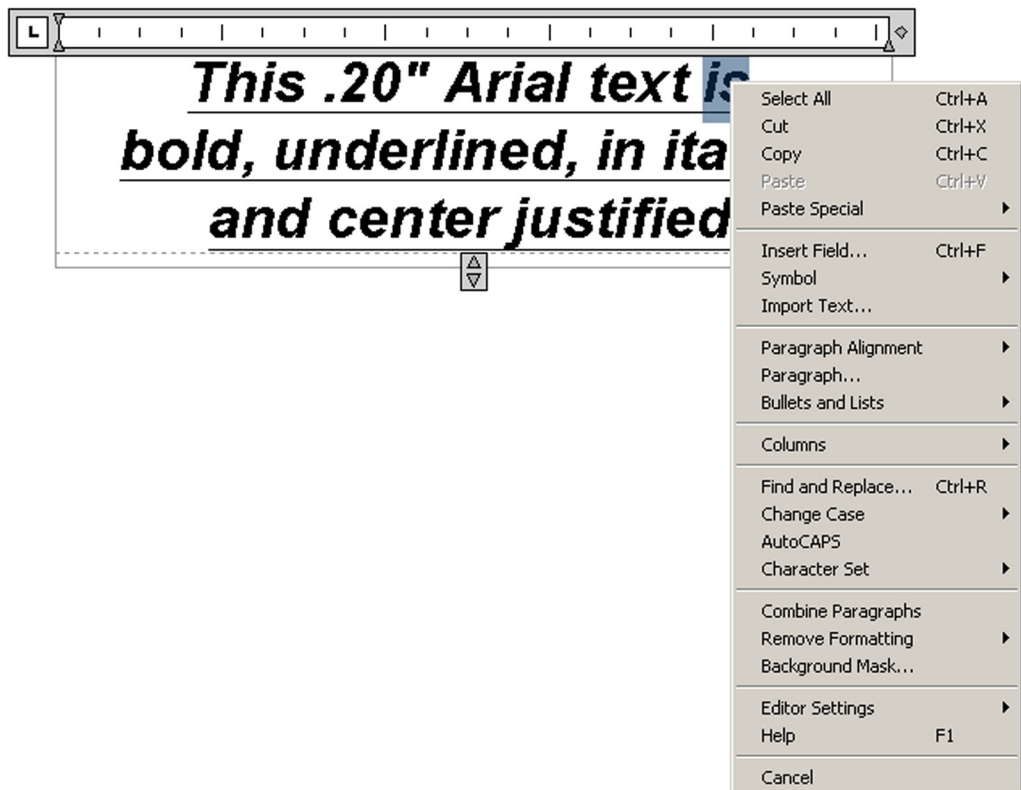 L
This .20" Arial text is
bold, underlined, in ita
and center justified
Select All Ctrl+A
Cut Ctrl+X
Copy Ctrl+C
Paste Ctrl+V
Paste Special
Insert Field... Ctrl+F
Symbol
Import Text...
Paragraph Alignment
Paragraph...
Bullets and Lists
Columns
Find and Replace... Ctrl+R
Change Case
AutoCAPS
Character Set
Combine Paragraphs
Remove Formatting
Background Mask...
Editor Settings
Help F1
Cancel